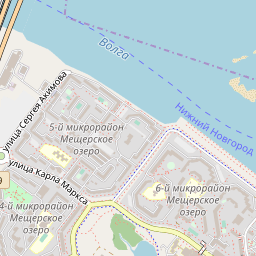 Волга
Нижний Новгород
улица Сергея Акимова
5-й микрорайон
Мещерское
озеро
улица Карла Маркса
9
6-й микрорайон
Мещерское
озеро
4-й микрорайон
Мещерское
озеро